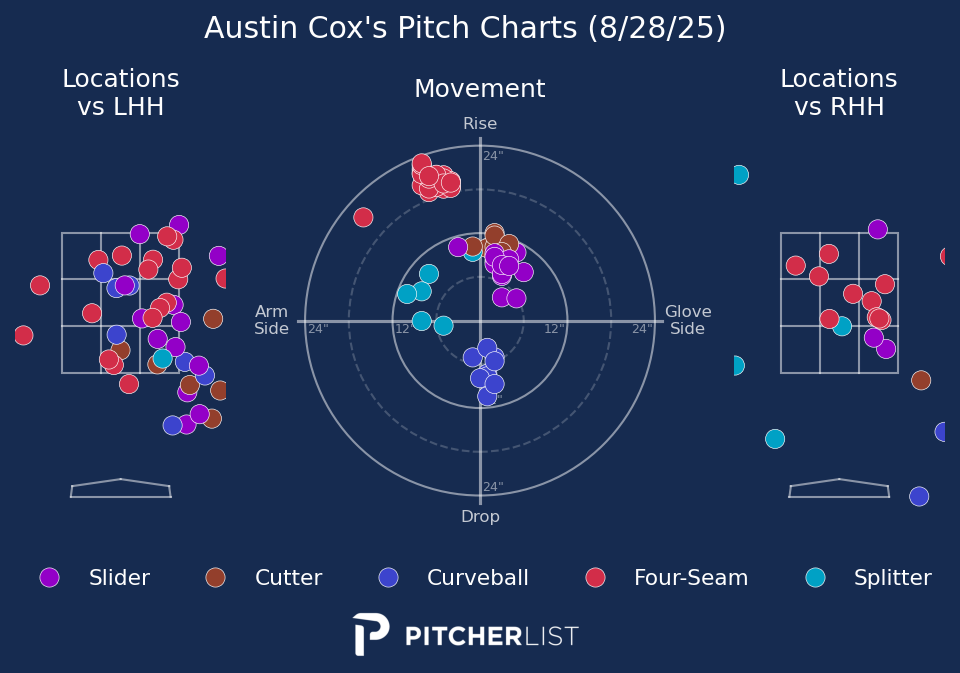 Austin Cox's Pitch Charts (8/28/25)
Locations
vs LHH
Movement
Locations
vs RHH
Rise
24"
Arm
Side
24"
12"
12"
24"
Glove
Side
24"
Drop
Slider
Cutter
Curveball
Four-Seam
Splitter
PITCHERLIST